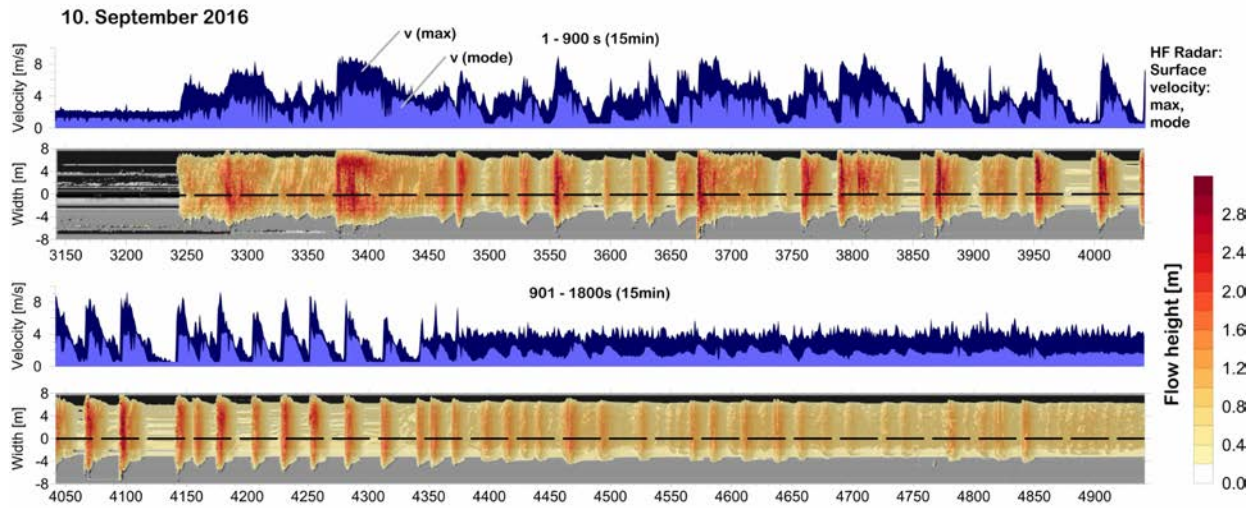 10. September 2016
v (max)
v (mode)
1 - 900 s (15min)
Velocity [m/s]
8
4
0
HF Radar:
Surface
velocity:
max,
mode
Width [m]
8
4
0
-4
-8
3150 3200 3250 3300 3350 3400 3450 3500 3550 3600 3650 3700 3750 3800 3850 3900 3950 4000
901 - 1800s (15min)
Velocity [m/s]
8
4
0
Width [m]
8
4
0
-4
-8
4050 4100 4150 4200 4250 4300 4350 4400 4450 4500 4550 4600 4650 4700 4750 4800 4850 4900
Flow height [m]
2.8
2.4
2.0
1.6
1.2
0.8
0.4
0.0